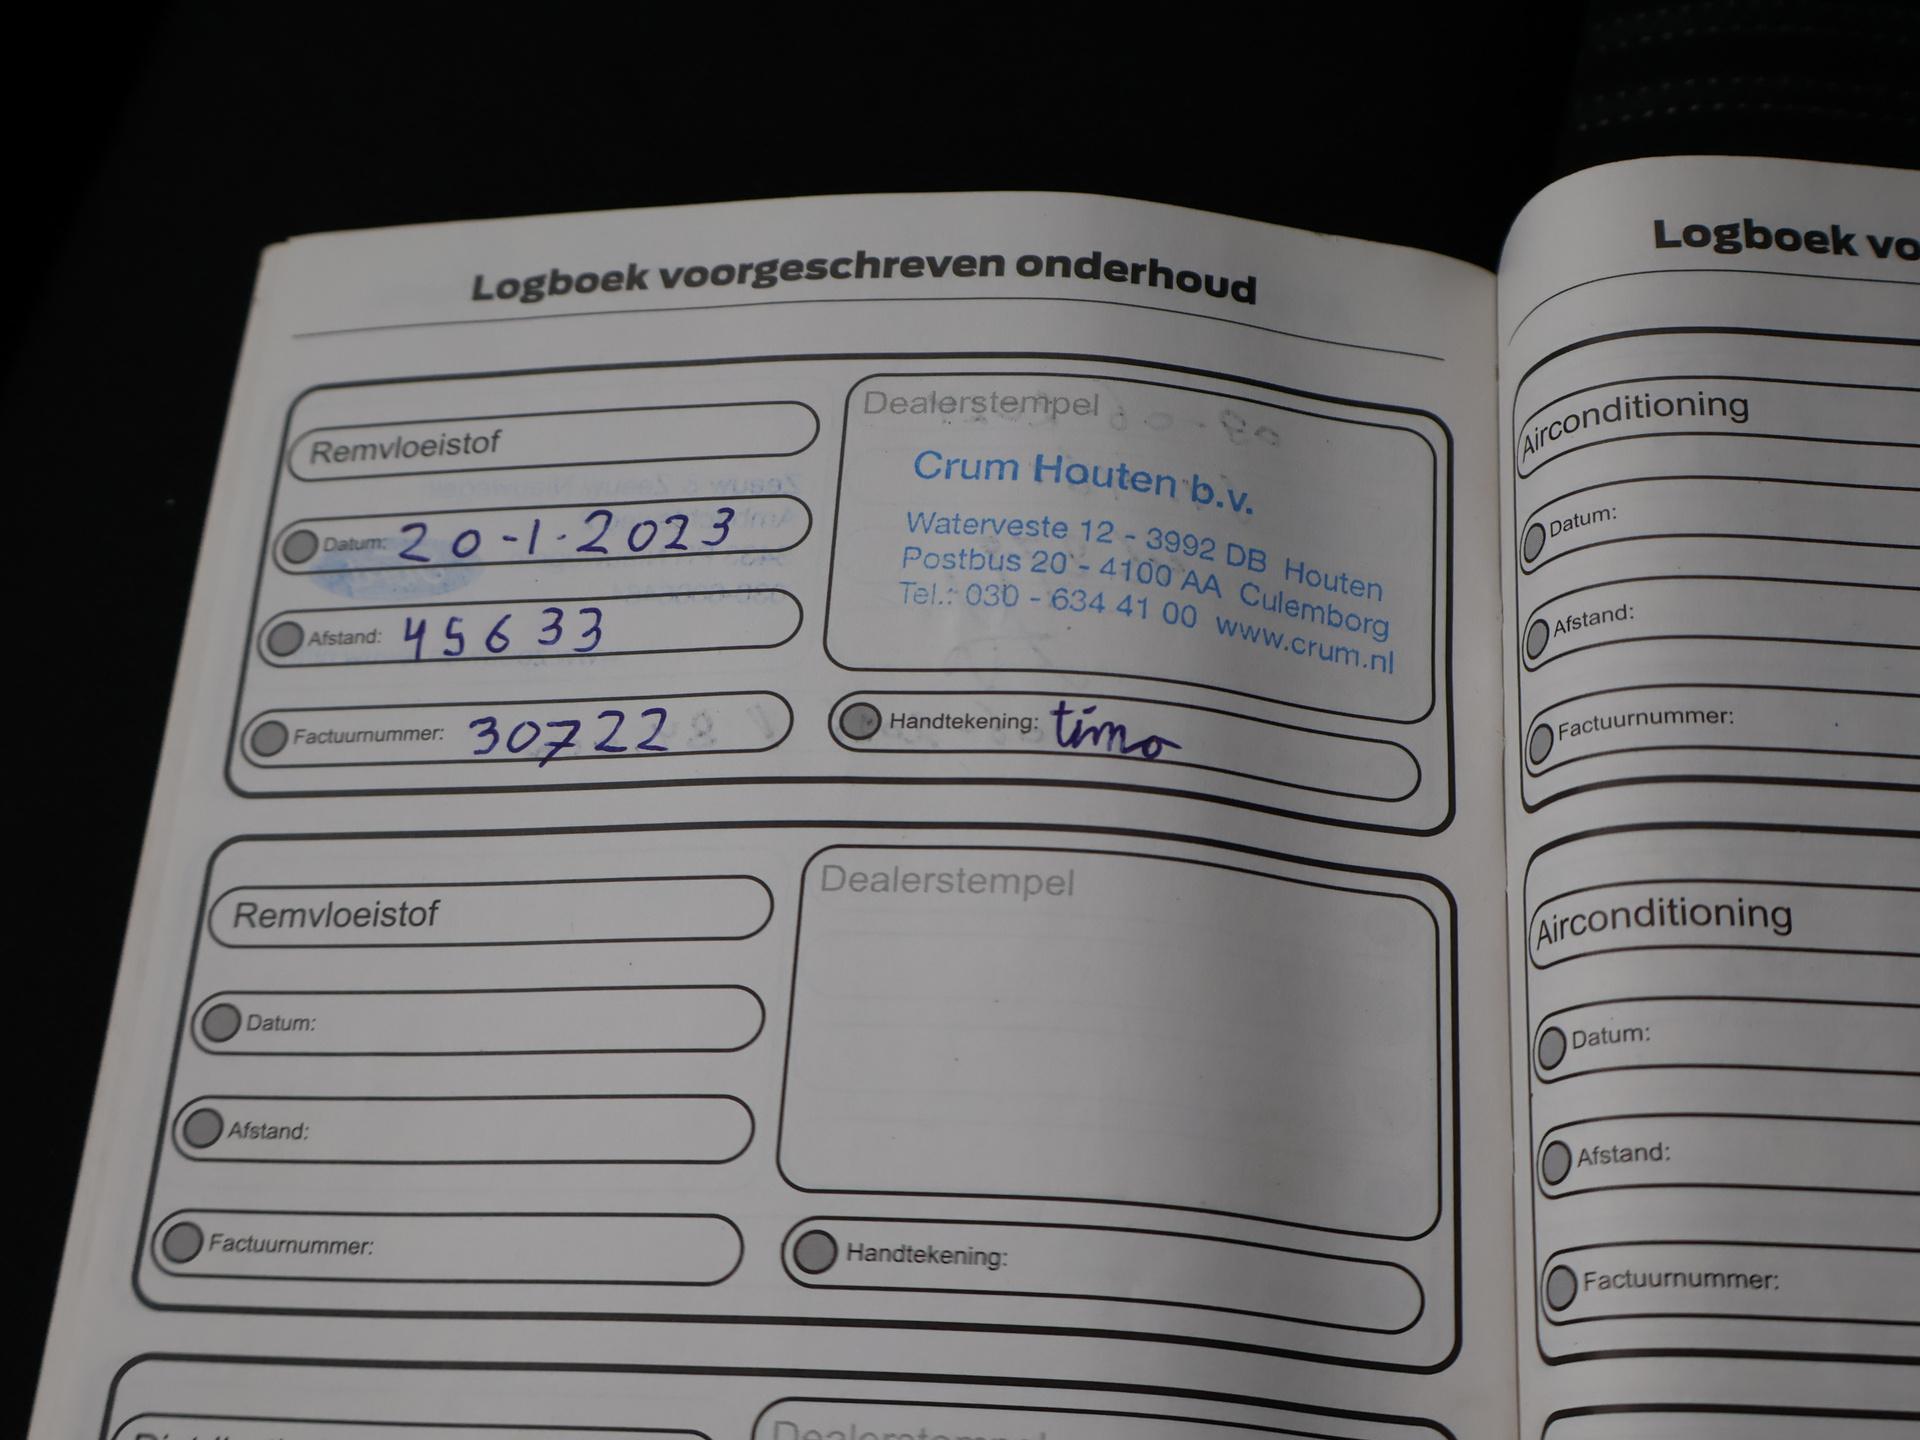 Logboek voorgeschreven onderhoud
Remvloeistof
Datum: 20-1-2023
Afstand: 45633
Factuurnummer: 30722
Dealerstempel
Crum Houten b.v.
Waterveste 12 - 3992 DB Houten
Postbus 20 - 4100 AA Culemborg
Tel.: 030 - 634 41 00 www.crum.nl
Handtekening: timo
Remvloeistof
Datum:
Afstand:
Factuurnummer:
Dealerstempel
Handtekening:
Dealerstempel
Logboek vo
Airconditioning
Datum:
Afstand:
Factuurnummer:
Airconditioning
Datum:
Afstand:
Factuurnummer: